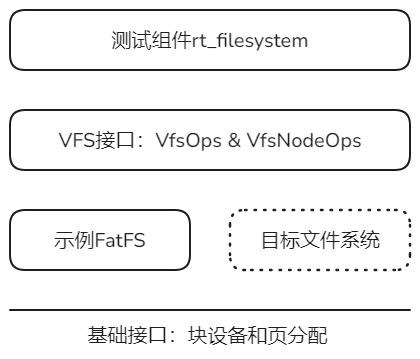 测试组件rt_filesystem
VFS接口：VfsOps & VfsNodeOps
示例FatFS
目标文件系统
基础接口：块设备和页分配